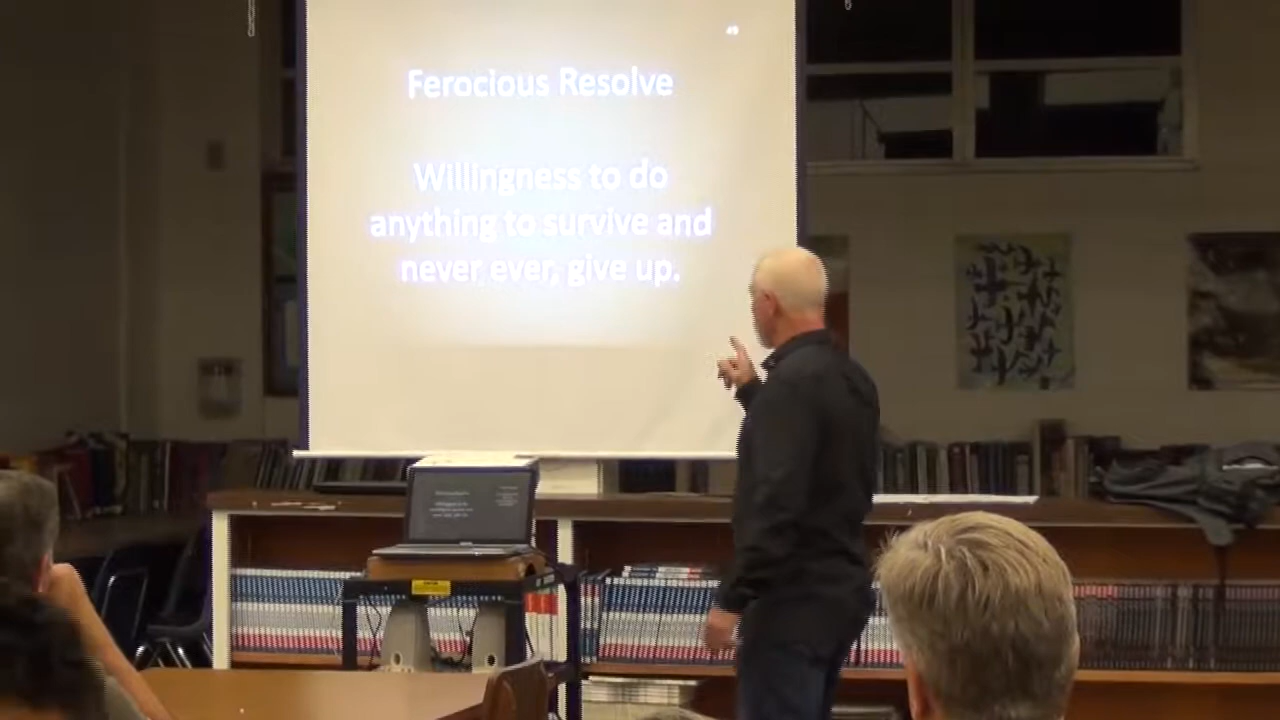 Ferocious Resolve
Willingness to do
anything to survive and
never ever, give up.